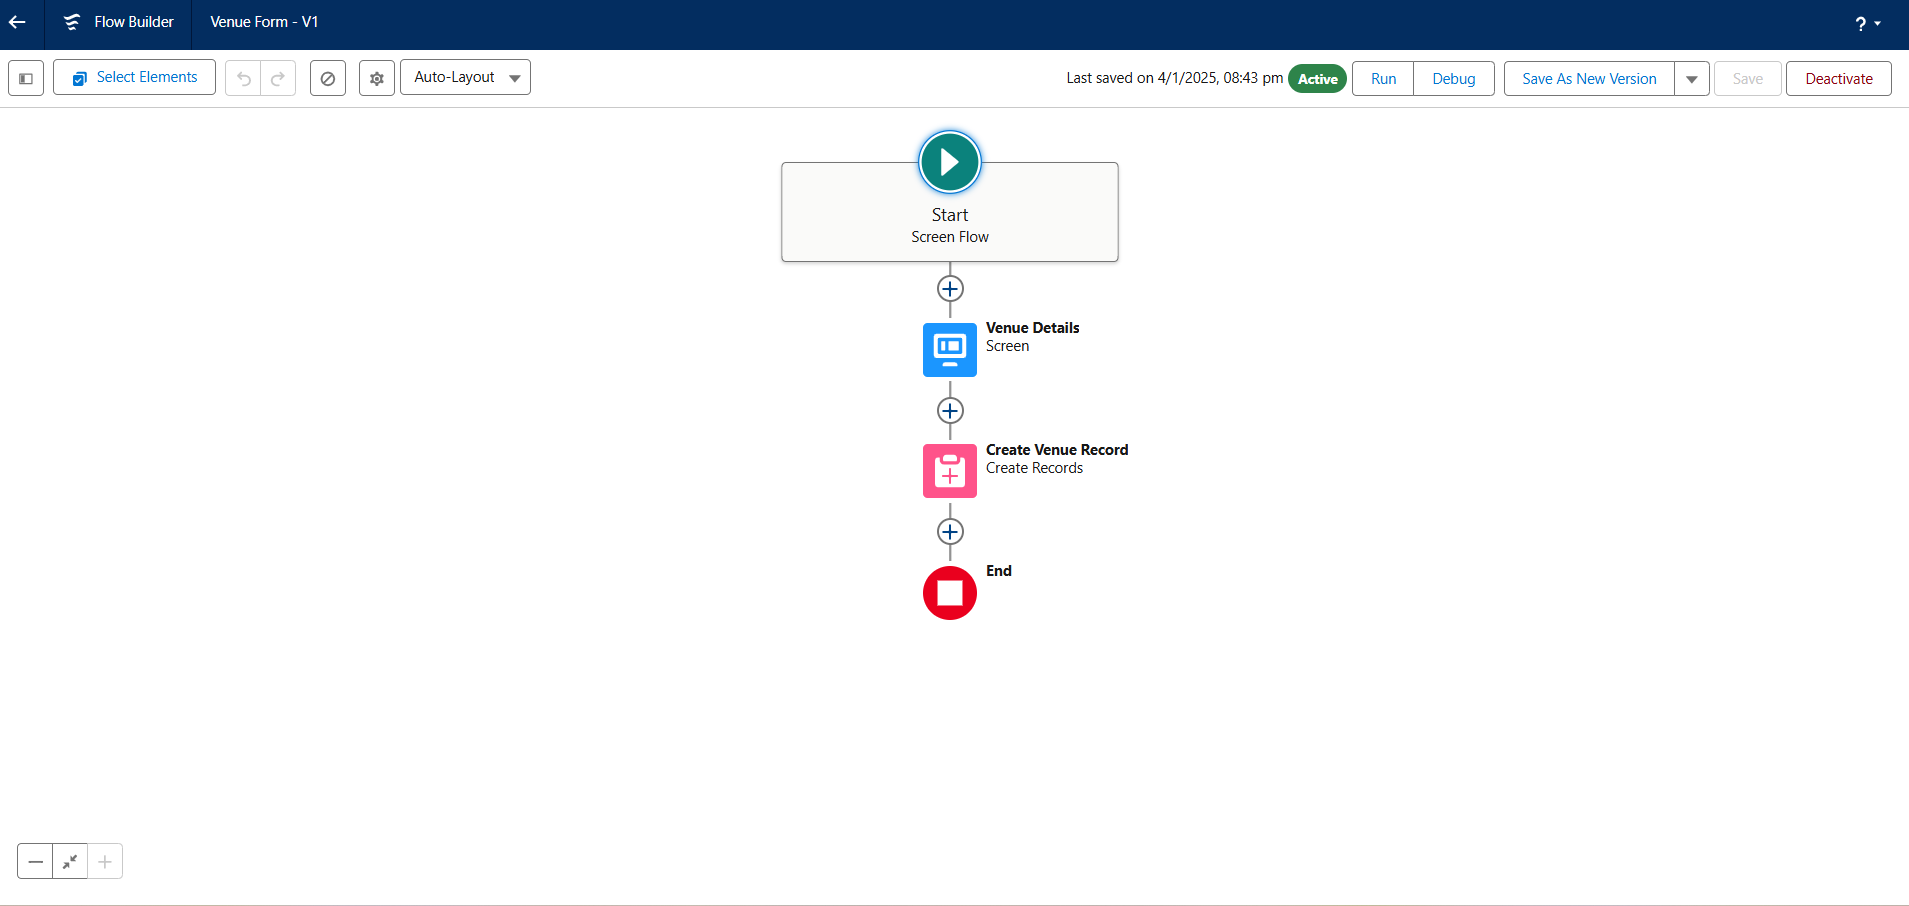 Flow Builder
Venue Form - V1
?
Select Elements
Auto-Layout
Last saved on 4/1/2025, 08:43 pm
Active
Run
Debug
Save As New Version
Save
Deactivate
Start
Screen Flow
Venue Details
Screen
Create Venue Record
Create Records
End